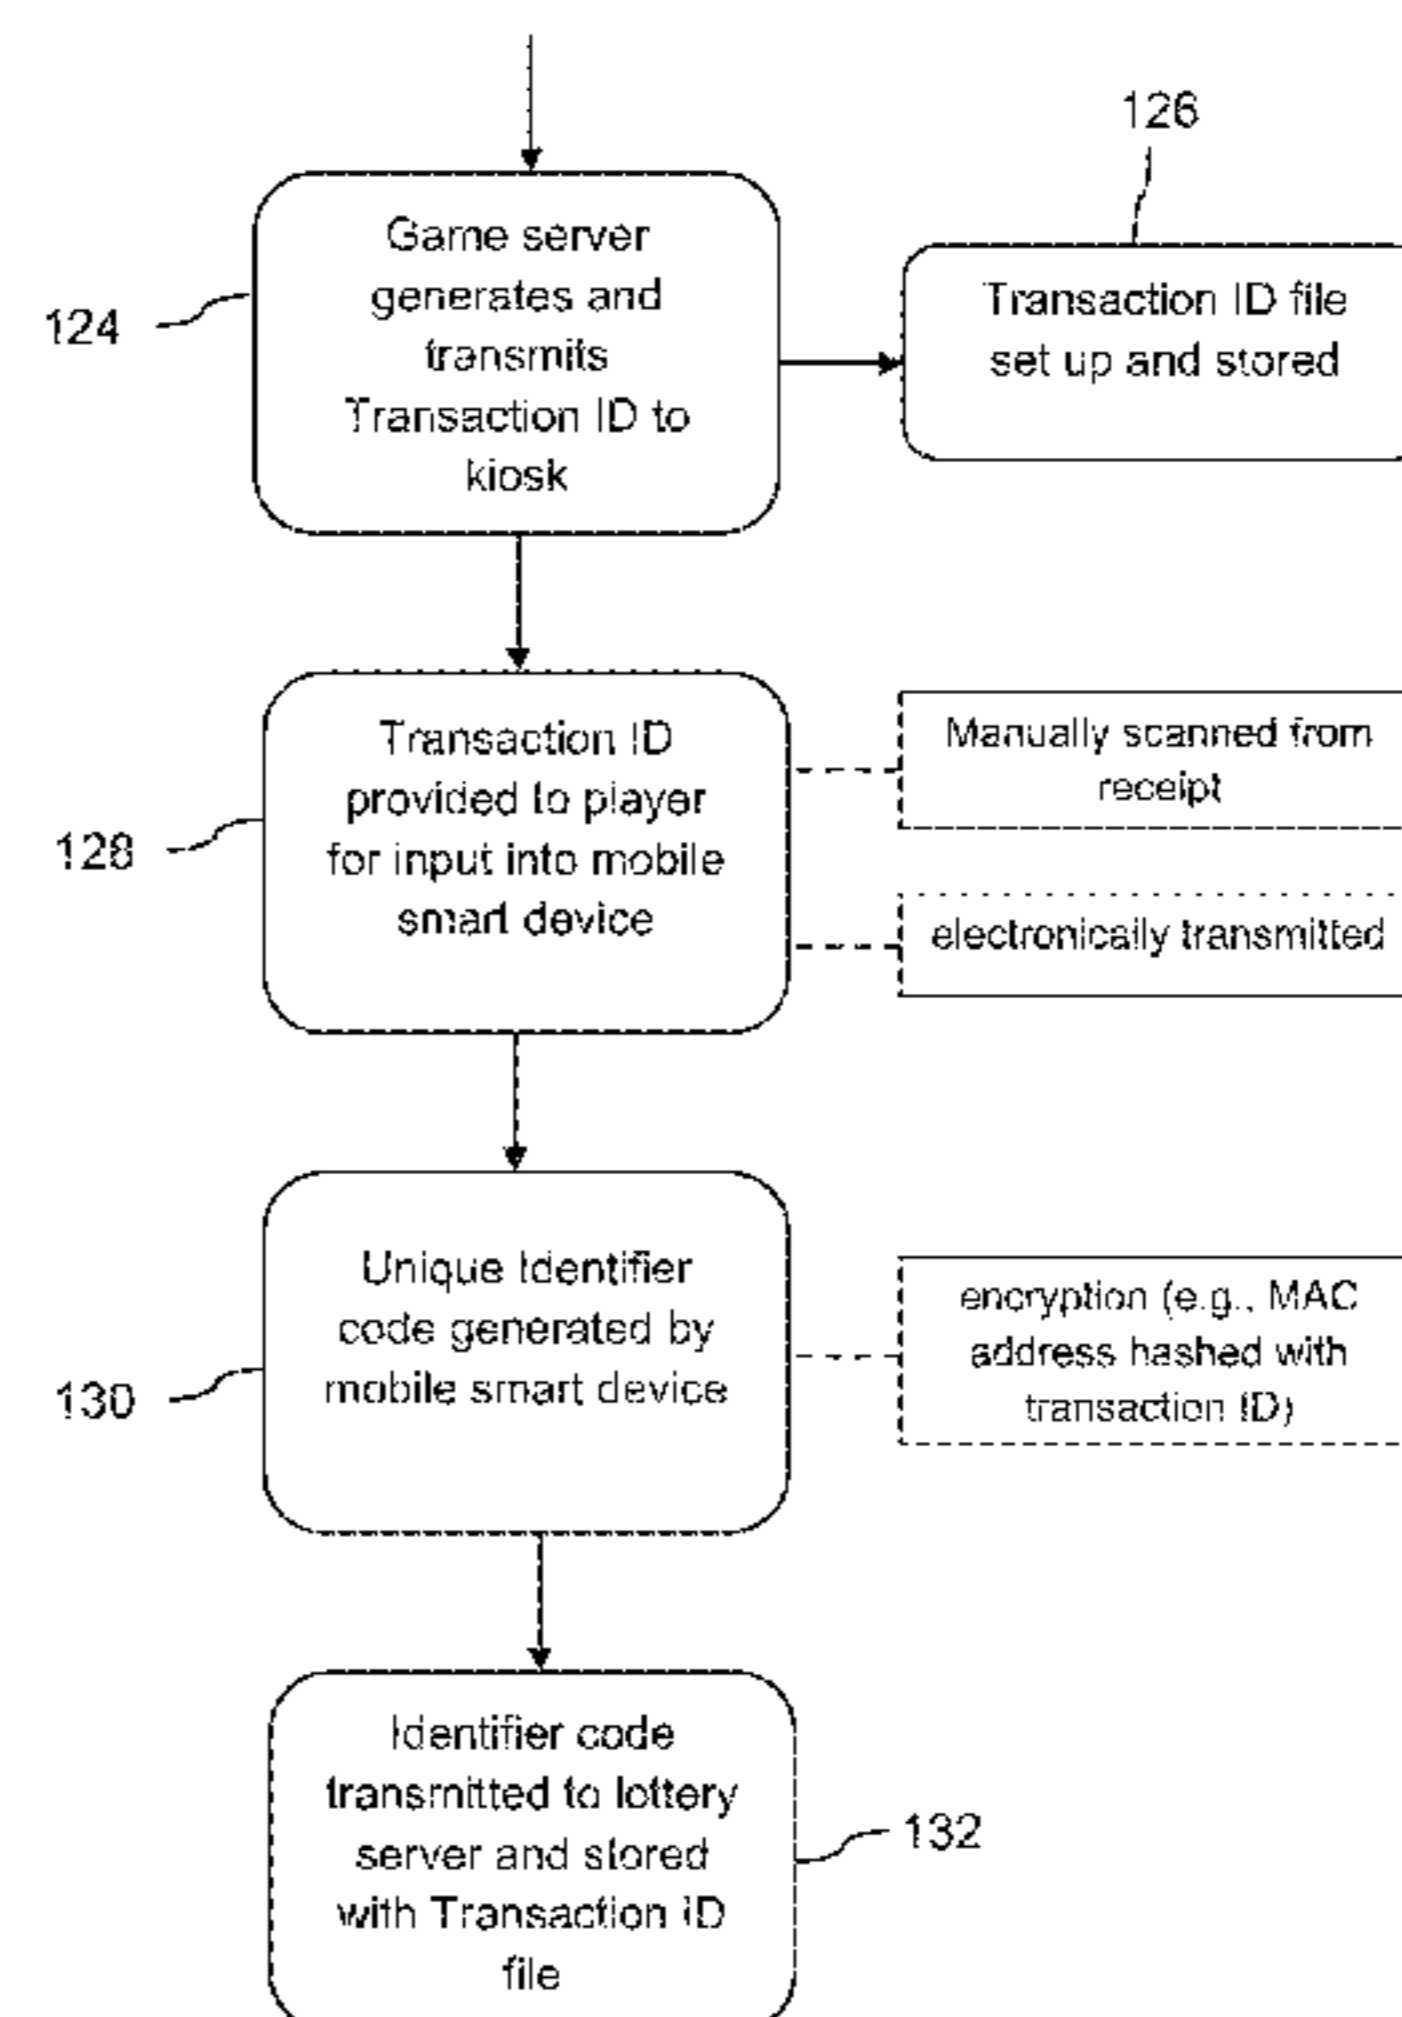 126
124
Game server
generates and
transmits
Transaction ID to
kiosk
Transaction ID file
set up and stored
128
Transaction ID
provided to player
for input into mobile
smart device
Manually scanned from
receipt
electronically transmitted
130
Unique Identifier
code generated by
mobile smart device
encryption (e.g., MAC
address hashed with
transaction ID)
Identifier code
transmitted to lottery
server and stored
with Transaction ID
file
132